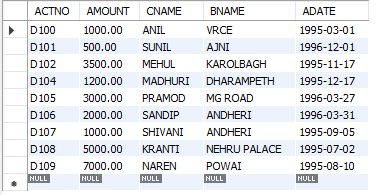 ACTNO AMOUNT CNAME BNAME ADATE
D100 1000.00 ANIL VRCE 1995-03-01
D101 500.00 SUNIL AJNI 1996-12-01
D102 3500.00 MEHUL KAROLBAGH 1995-11-17
D104 1200.00 MADHURI DHARAMPETH 1995-12-17
D105 3000.00 PRAMOD MG ROAD 1996-03-27
D106 2000.00 SANDIP ANDHERI 1996-03-31
D107 1000.00 SHIVANI ANDHERI 1995-09-05
D108 5000.00 KRANTI NEHRU PALACE 1995-07-02
D109 7000.00 NAREN POWAI 1995-08-10
NULL NULL NULL NULL NULL